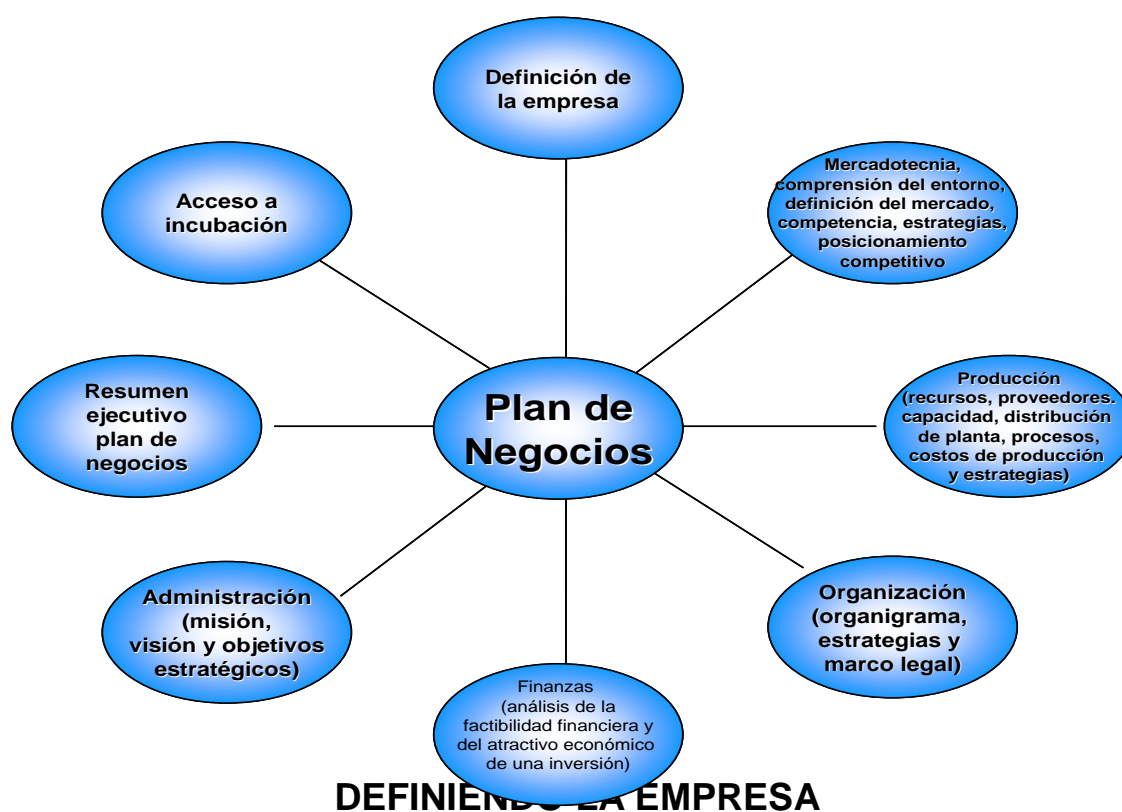 Definición de
la empresa
Mercadotecnia,
comprensión del entorno,
definición del mercado,
competencia, estrategias,
posicionamiento
competitivo
Acceso a
incubación
Resumen
ejecutivo
plan de
negocios
Plan de
Negocios
Producción
(recursos, proveedores.
capacidad, distribución
de planta, procesos,
costos de producción
y estrategias)
Administración
(misión,
visión y objetivos
estratégicos)
Organización
(organigrama,
estrategias y
marco legal)
Finanzas
(análisis de la
factibilidad financiera y
del atractivo económico
de una inversión)
DEFINIENDO LA EMPRESA